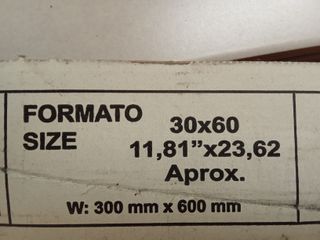 FORMATO 30x60
SIZE 11,81”x23,62
Aprox.
W: 300 mm x 600 mm